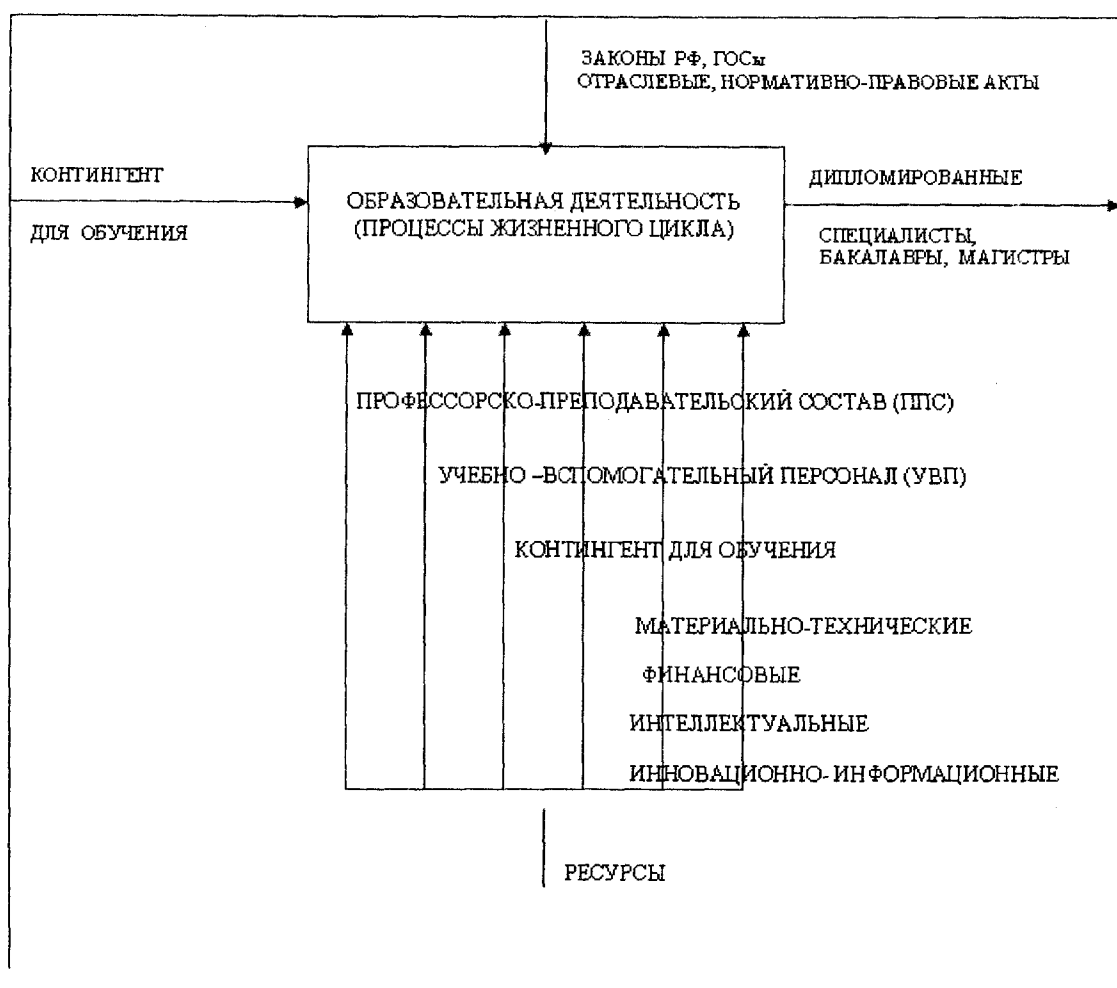 ЗАКОНЫ РФ, ГОСы
ОТРАСЛЕВЫЕ, НОРМАТИВНО-ПРАВОВЫЕ АКТЫ
КОНТИНГЕНТ
ДЛЯ ОБУЧЕНИЯ
ОБРАЗОВАТЕЛЬНАЯ ДЕЯТЕЛЬНОСТЬ
(ПРОЦЕССЫ ЖИЗНЕННОГО ЦИКЛА)
ДИПЛОМИРОВАННЫЕ
СПЕЦИАЛИСТЫ,
БАКАЛАВРЫ, МАГИСТРЫ
ПРОФЕССОРСКО-ПРЕПОДАВАТЕЛЬСКИЙ СОСТАВ (ППС)
УЧЕБНО –ВСПОМОГАТЕЛЬНЫЙ ПЕРСОНАЛ (УВП)
КОНТИНГЕНТ ДЛЯ ОБУЧЕНИЯ
МАТЕРИАЛЬНО-ТЕХНИЧЕСКИЕ
ФИНАНСОВЫЕ
ИНТЕЛЛЕКТУАЛЬНЫЕ
ИННОВАЦИОННО- ИНФОРМАЦИОННЫЕ
РЕСУРСЫ